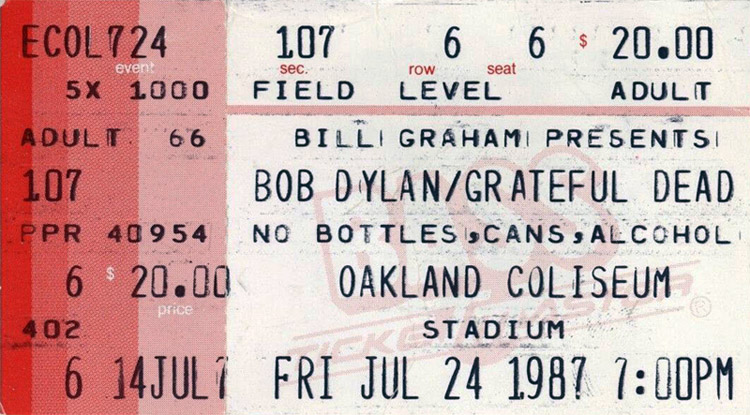 ECOL724 107 6 6 $ 20.00
event sec. row seat
5X 1000 FIELD LEVEL ADULT
ADULT 66 BILL GRAHAM PRESENTS
107 BOB DYLAN/GRATEFUL DEAD
PPR 40954 NO BOTTLES,CANS,ALCOHOL
6 $ 20.00 OAKLAND COLISEUM
price
402 STADIUM
6 14JUL7 FRI JUL 24 1987 7:00PM